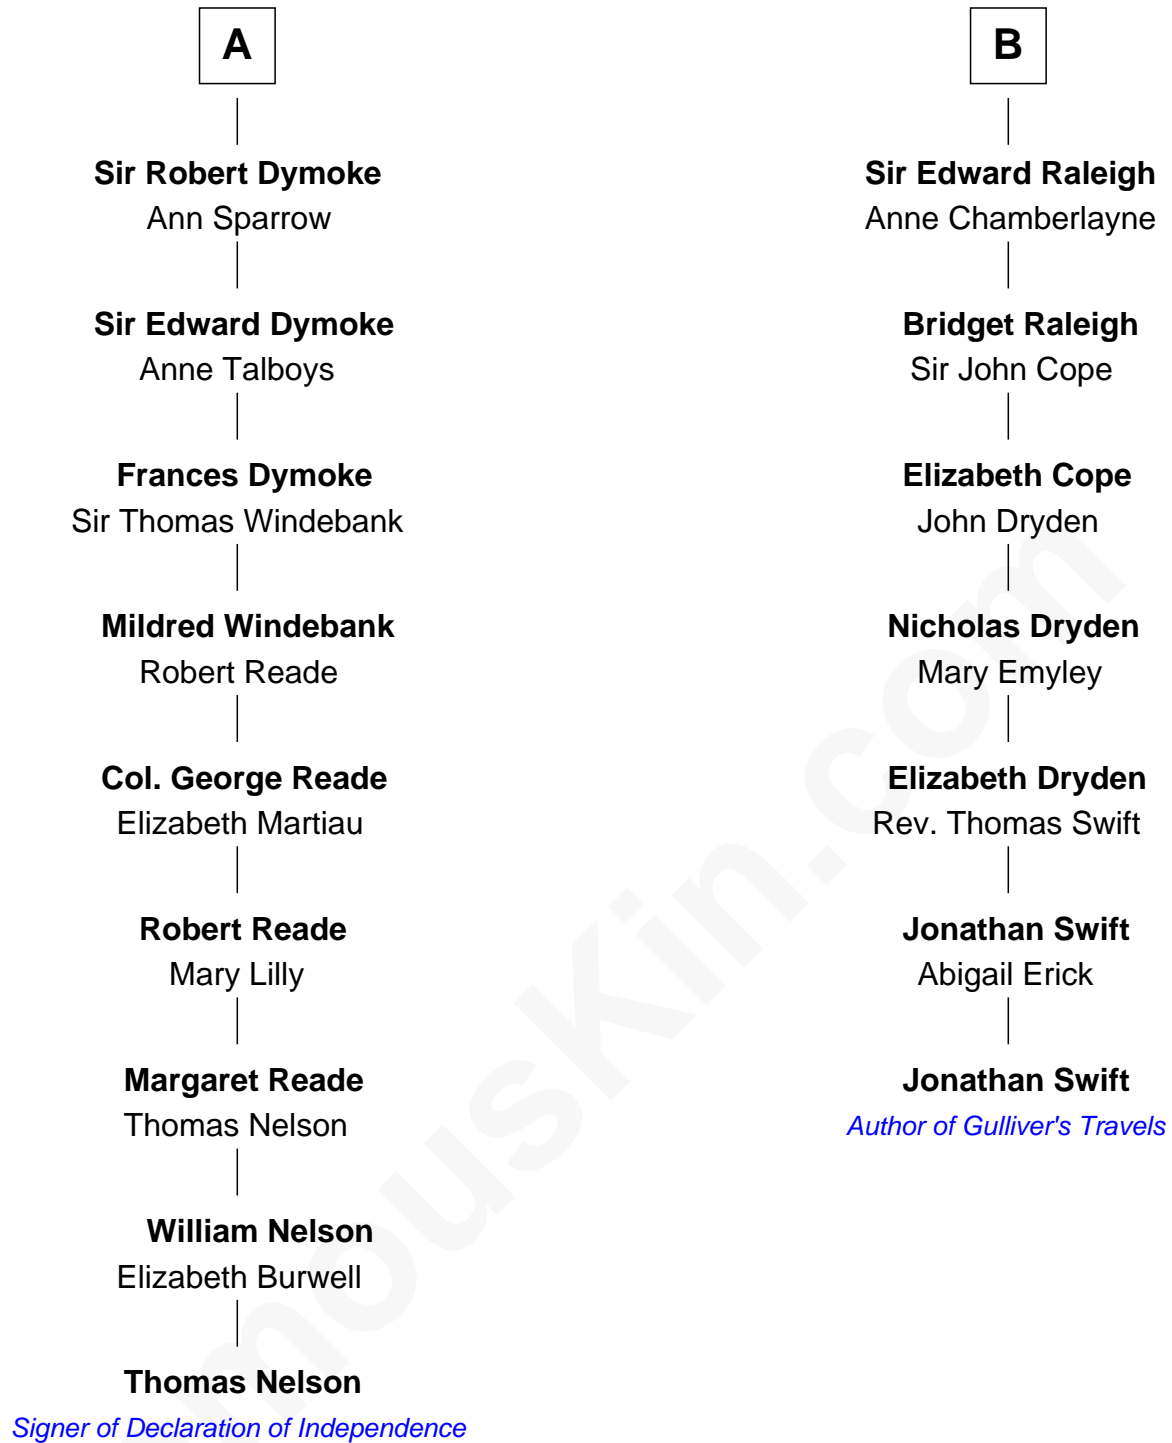 A
Sir Robert Dymoke
Ann Sparrow
Sir Edward Dymoke
Anne Talboys
Frances Dymoke
Sir Thomas Windebank
Mildred Windebank
Robert Reade
Col. George Reade
Elizabeth Martiau
Robert Reade
Mary Lilly
Margaret Reade
Thomas Nelson
William Nelson
Elizabeth Burwell
Thomas Nelson
Signer of Declaration of Independence
B
Sir Edward Raleigh
Anne Chamberlayne
Bridget Raleigh
Sir John Cope
Elizabeth Cope
John Dryden
Nicholas Dryden
Mary Emyley
Elizabeth Dryden
Rev. Thomas Swift
Jonathan Swift
Abigail Erick
Jonathan Swift
Author of Gulliver's Travels
mousKin.com